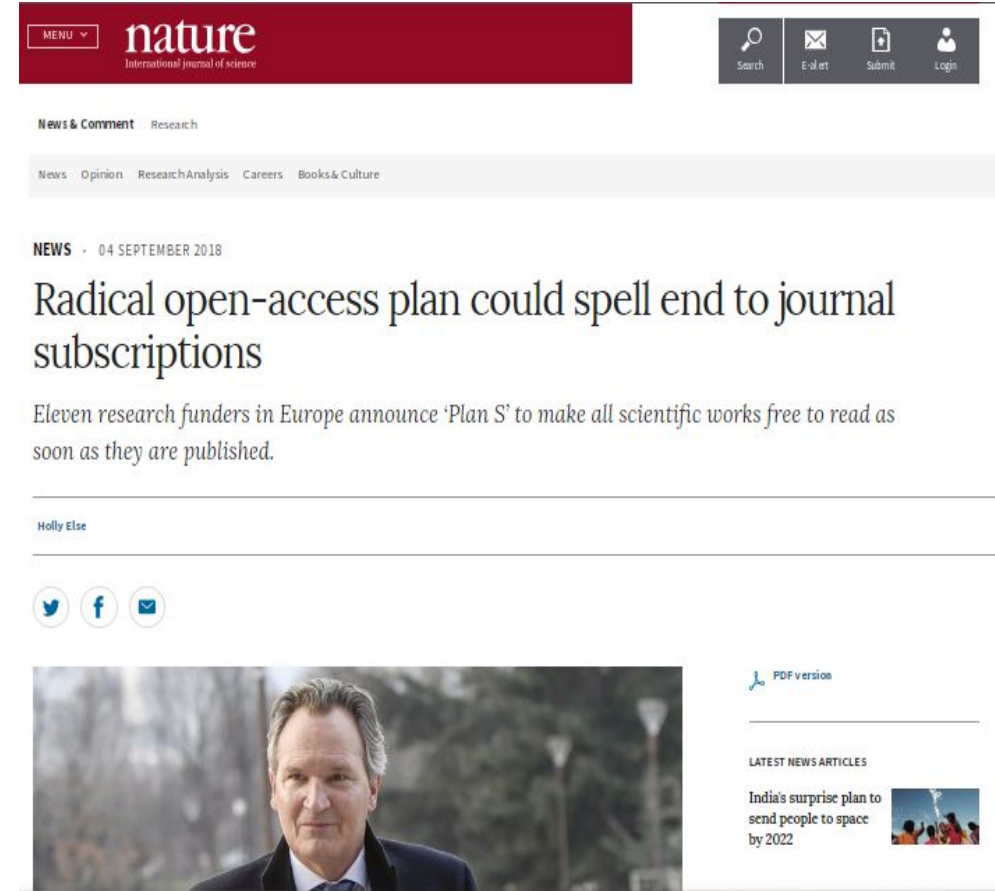 MENU
nature
International journal of science
Search
E-alert
Submit
Login
News & Comment Research
News Opinion Research Analysis Careers Books & Culture
NEWS · 04 SEPTEMBER 2018
Radical open-access plan could spell end to journal
subscriptions
Eleven research funders in Europe announce ‘Plan S’ to make all scientific works free to read as
soon as they are published.
Holly Else
PDF version
LATEST NEWS ARTICLES
India's surprise plan to
send people to space
by 2022